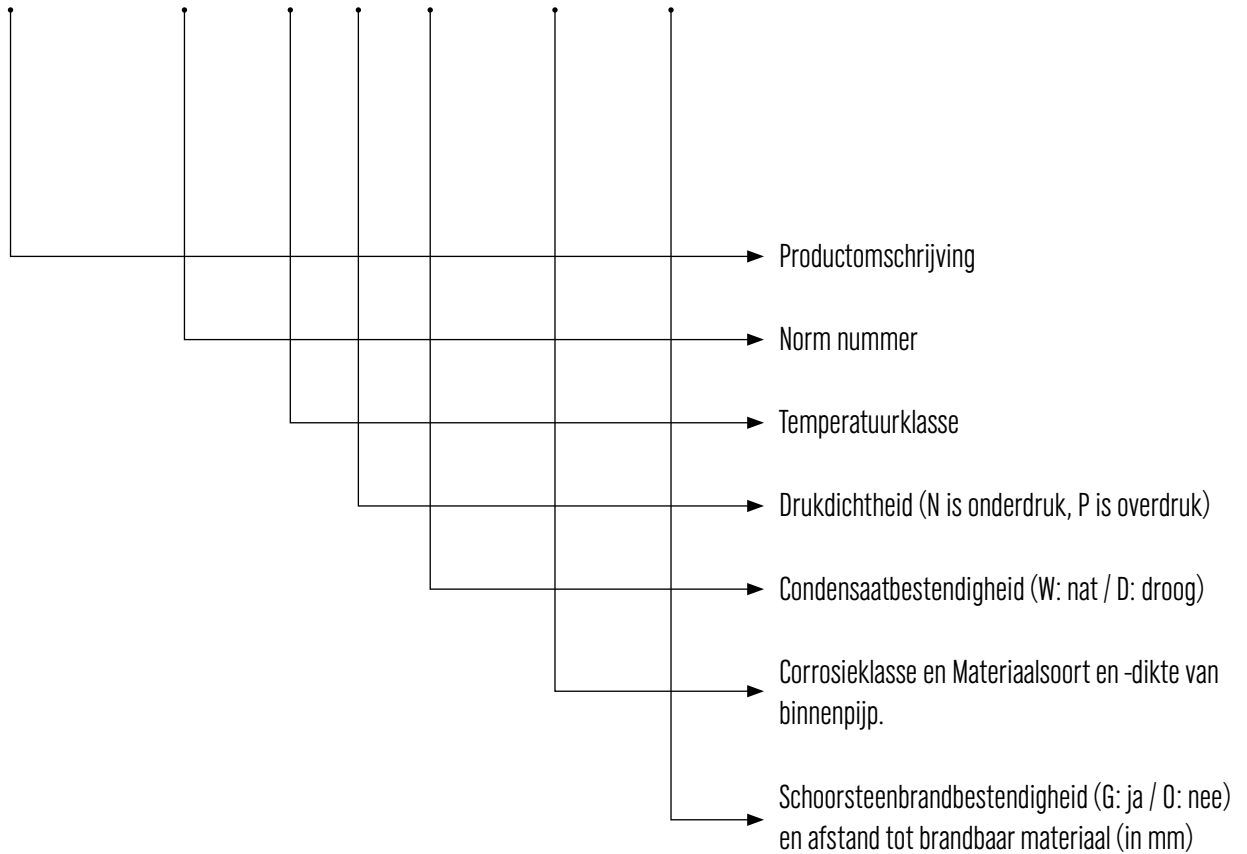 Productomschrijving
Norm nummer
Temperatuurklasse
Drukdichtheid (N is onderdruk, P is overdruk)
Condensaatbestendigheid (W: nat / D: droog)
Corrosieklasse en Materiaalsoort en -dikte van
binnenpijp.
Schoorsteenbrandbestendigheid (G: ja / O: nee)
en afstand tot brandbaar materiaal (in mm)